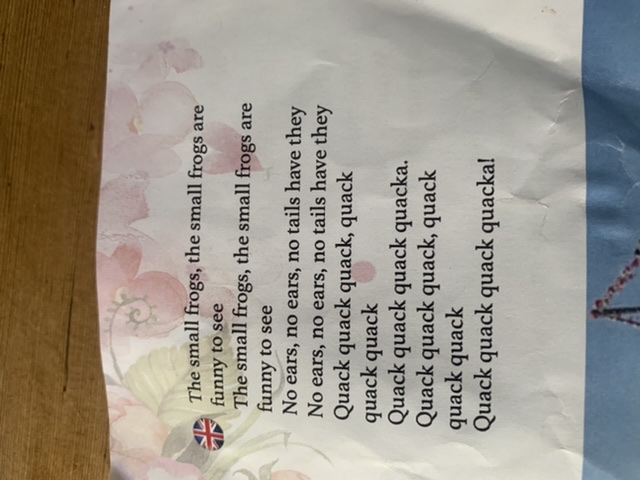 The small frogs, the small frogs are
funny to see
The small frogs, the small frogs are
funny to see
No ears, no ears, no tails have they
No ears, no ears, no tails have they
Quack quack quack, quack
quack quack
Quack quack quack quacka.
Quack quack quack, quack
quack quack
Quack quack quack quacka!